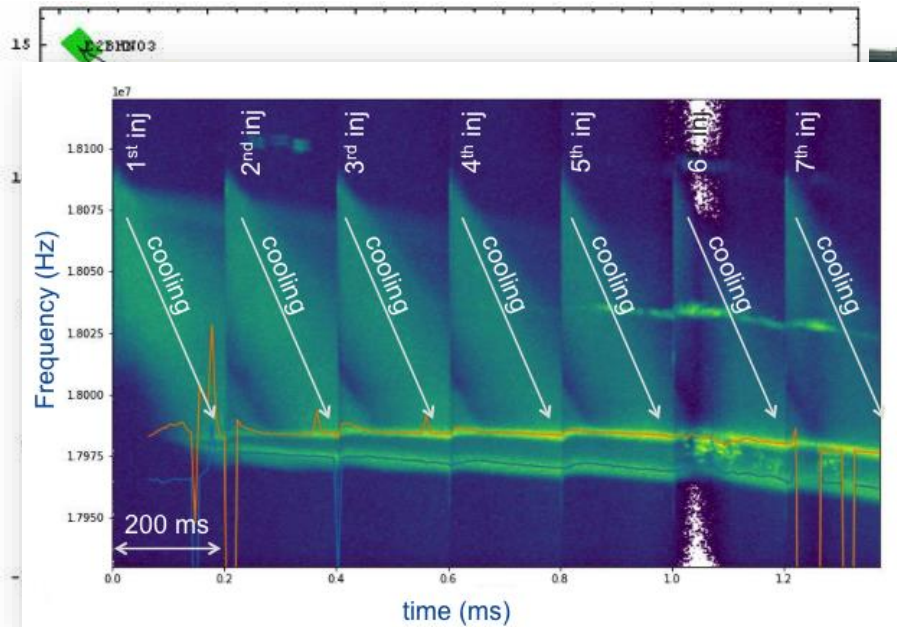 15
1e7
1st inj
2nd inj
3rd inj
4th inj
5th inj
6th inj
7th inj
1.8100
1.8075
1.8050
1.8025
1.8000
1.7975
1.7950
Frequency (Hz)
cooling
cooling
cooling
cooling
cooling
cooling
cooling
200 ms
0.0
0.2
0.4
0.6
0.8
1.0
1.2
time (ms)